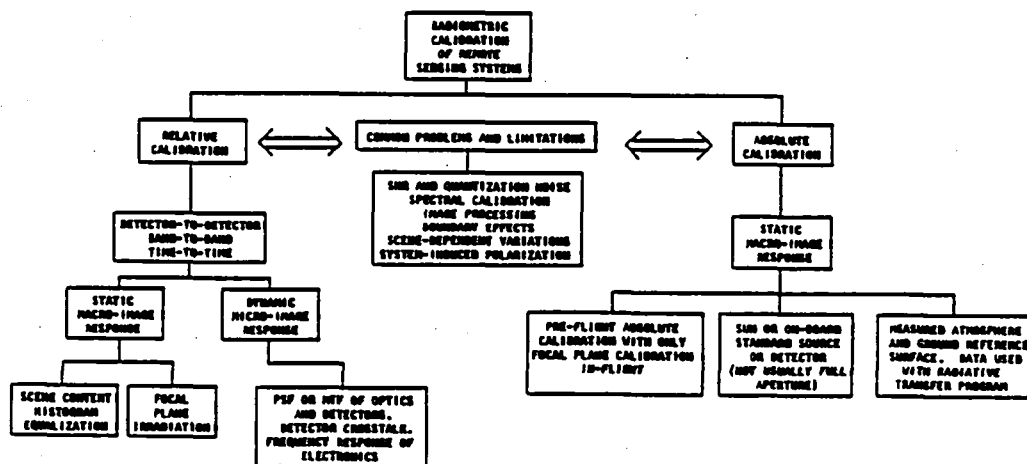 RADIOMETRIC
CALIBRATION
OF REMOTE
SENSING SYSTEMS
RELATIVE
CALIBRATION
COMMON PROBLEMS AND LIMITATIONS
ABSOLUTE
CALIBRATION
SNR AND QUANTIZATION NOISE
SPECTRAL CALIBRATION
IMAGE PROCESSING
BOUNDARY EFFECTS
SCENE-DEPENDENT VARIATIONS
SYSTEM-INDUCED POLARIZATION
DETECTOR-TO-DETECTOR
BAND-TO-BAND
TIME-TO-TIME
STATIC
MACRO-IMAGE
RESPONSE
STATIC
MACRO-IMAGE
RESPONSE
DYNAMIC
MICRO-IMAGE
RESPONSE
PRE-FLIGHT ABSOLUTE
CALIBRATION WITH ONLY
FOCAL PLANE CALIBRATION
IN-FLIGHT
SUN OR ON-BOARD
STANDARD SOURCE
OR DETECTOR
(NOT USUALLY FULL
APERTURE)
MEASURED ATMOSPHERE
AND GROUND REFERENCE
SURFACE. DATA USED
WITH RADIATIVE
TRANSFER PROGRAM
SCENE CONTENT
HISTOGRAM
EQUALIZATION
FOCAL
PLANE
IRRADIATION
PSF OR MTF OF OPTICS
AND DETECTORS.
DETECTOR CROSSTALK.
FREQUENCY RESPONSE OF
ELECTRONICS